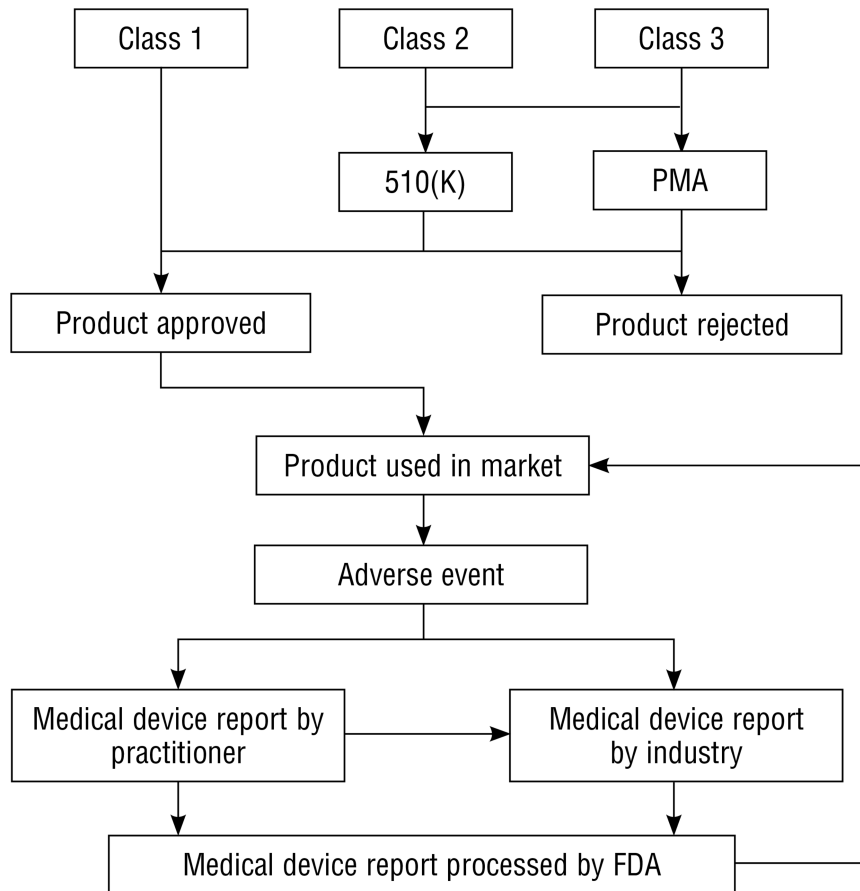 Class 1
Class 2
Class 3
510(K)
PMA
Product approved
Product rejected
Product used in market
Adverse event
Medical device report by
practitioner
Medical device report
by industry
Medical device report processed by FDA